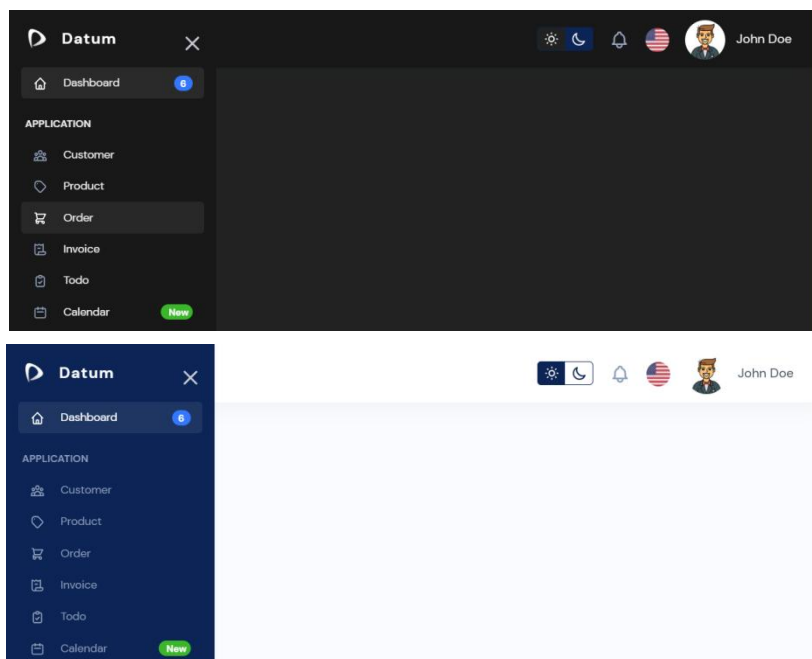 Datum
John Doe
Dashboard 6
APPLICATION
Customer
Product
Order
Invoice
Todo
Calendar New
Datum
John Doe
Dashboard 6
APPLICATION
Customer
Product
Order
Invoice
Todo
Calendar New